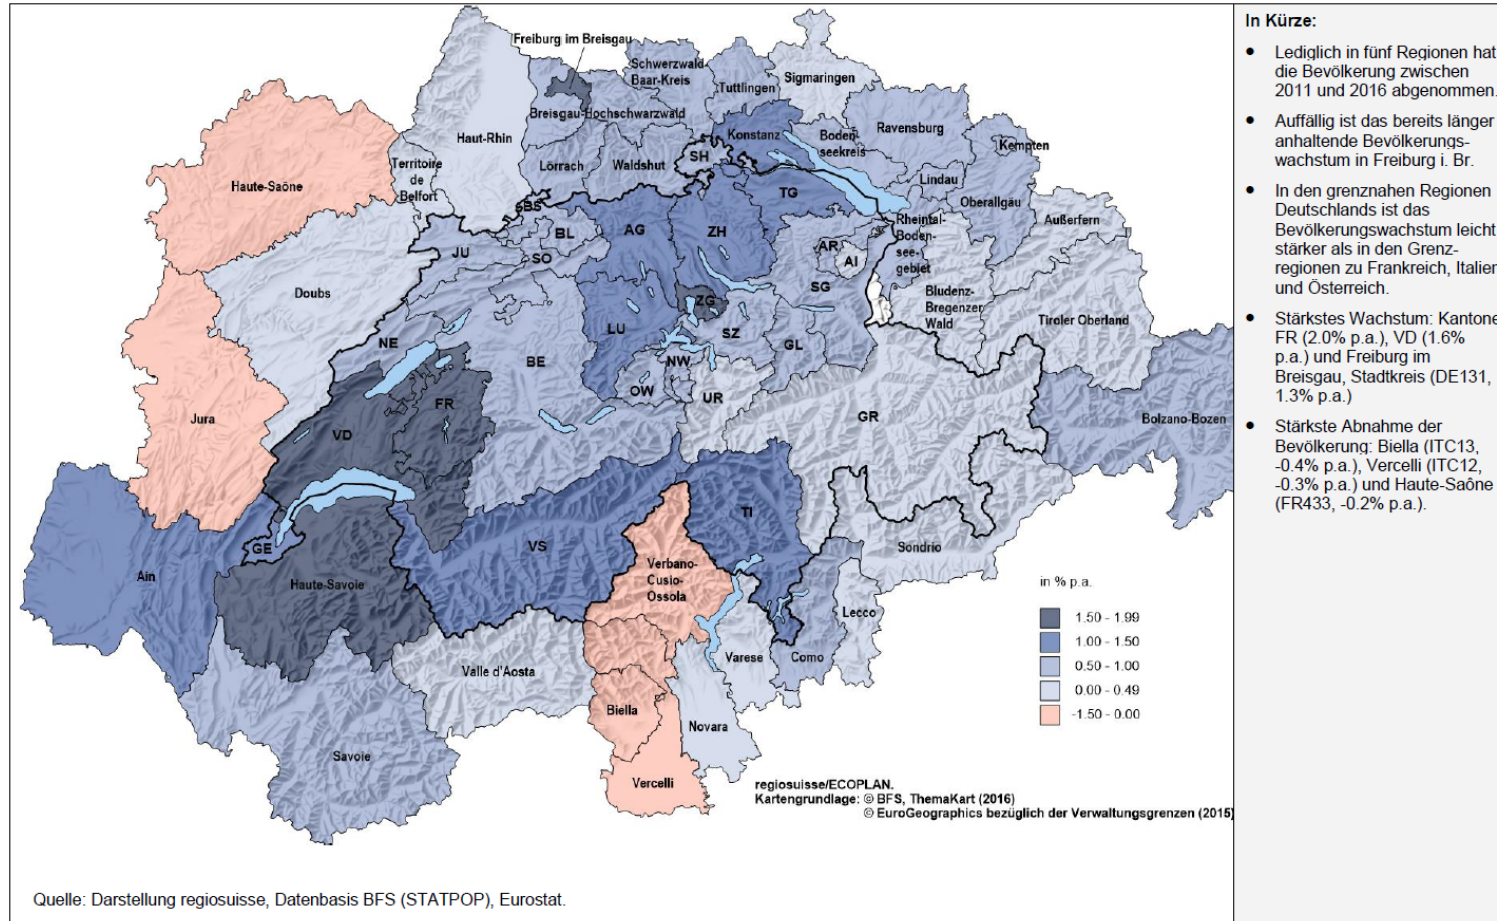 Freiburg im Breisgau
Schwerzwald
Baar-Kreis
Tuttlingen
Sigmaringen
Breisgau-Hochschwarzwald
Haut-Rhin
Konstanz
Boden-
seekreis
Ravensburg
Kempten
Territoire
de
Belfort
Lörrach
Waldshut
SH
Haute-Saône
Lindau
Oberallgäu
TG
BS
Rheintal-
Boden-
see-
gebiet
Außerfern
BL
AG
ZH
JU
SO
AR
AI
Doubs
SG
Bludenz-
Bregenzer
Wald
Tiroler Oberland
ZG
LU
SZ
NE
BE
GL
NW
OW
UR
FR
GR
Jura
VD
Bolzano-Bozen
GE
VS
TI
Sondrio
Ain
Haute-Savoie
Verbano-
Cusio-
Ossola
Lecco
Valle d'Aosta
Varese
Como
Biella
Novara
Savoie
Vercelli
in % p.a.
1.50 - 1.99
1.00 - 1.50
0.50 - 1.00
0.00 - 0.49
-1.50 - 0.00
regiosuisse/ECOPLAN.
Kartengrundlage: © BFS, ThemaKart (2016)
© EuroGeographics bezüglich der Verwaltungsgrenzen (2015)
Quelle: Darstellung regiosuisse, Datenbasis BFS (STATPOP), Eurostat.
In Kürze:
• Lediglich in fünf Regionen hat
die Bevölkerung zwischen
2011 und 2016 abgenommen.
• Auffällig ist das bereits länger
anhaltende Bevölkerungs-
wachstum in Freiburg i. Br.
• In den grenznahen Regionen
Deutschlands ist das
Bevölkerungswachstum leicht
stärker als in den Grenz-
regionen zu Frankreich, Italien
und Österreich.
• Stärkstes Wachstum: Kantone
FR (2.0% p.a.), VD (1.6%
p.a.) und Freiburg im
Breisgau, Stadtkreis (DE131,
1.3% p.a.)
• Stärkste Abnahme der
Bevölkerung: Biella (ITC13,
-0.4% p.a.), Vercelli (ITC12,
-0.3% p.a.) und Haute-Saône
(FR433, -0.2% p.a.).